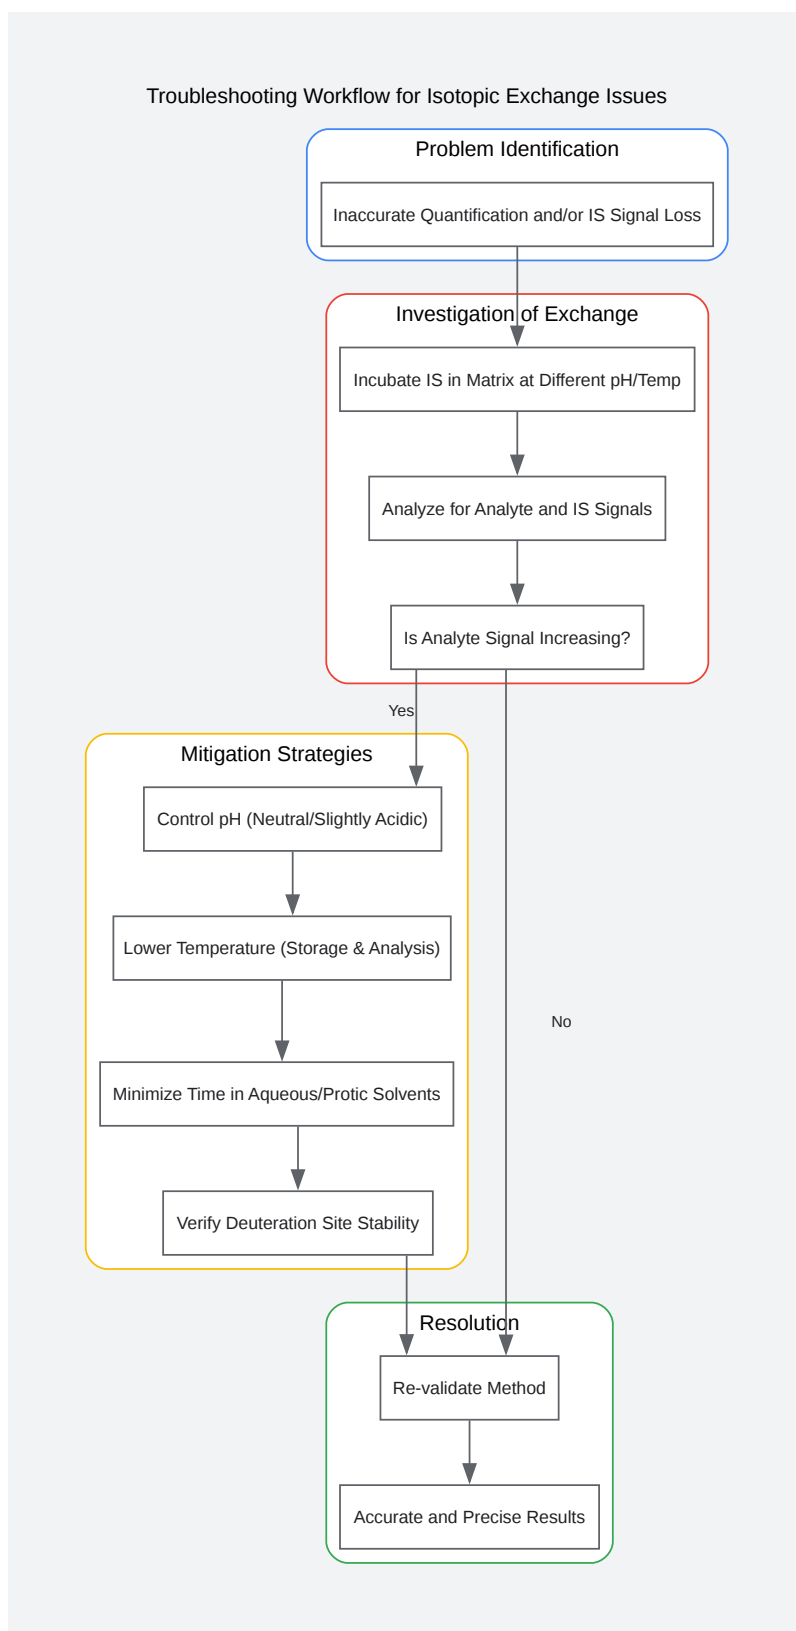 Troubleshooting Workflow for Isotopic Exchange Issues
Problem Identification
Inaccurate Quantification and/or IS Signal Loss
Investigation of Exchange
Incubate IS in Matrix at Different pH/Temp
Analyze for Analyte and IS Signals
Is Analyte Signal Increasing?
Yes
Mitigation Strategies
Control pH (Neutral/Slightly Acidic)
Lower Temperature (Storage & Analysis)
No
Minimize Time in Aqueous/Protic Solvents
Verify Deuteration Site Stability
Resolution
Re-validate Method
Accurate and Precise Results